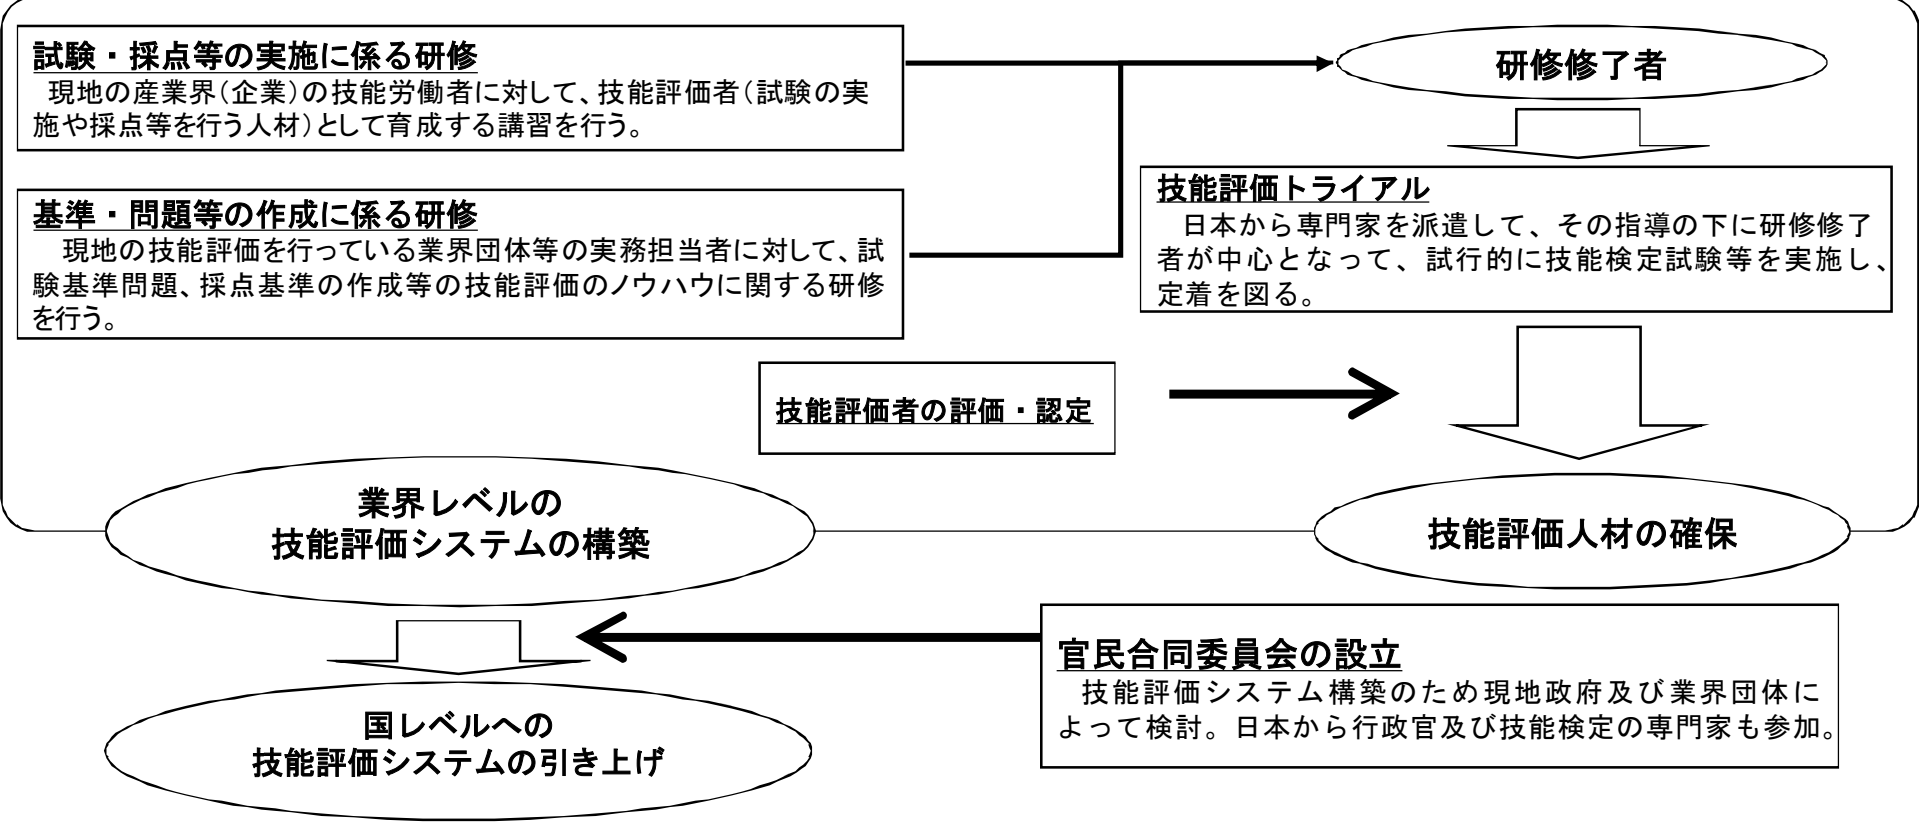 試験・採点等の実施に係る研修
現地の産業界(企業)の技能労働者に対して、技能評価者(試験の実
施や採点等を行う人材)として育成する講習を行う。
基準・問題等の作成に係る研修
現地の技能評価を行っている業界団体等の実務担当者に対して、試
験基準問題、採点基準の作成等の技能評価のノウハウに関する研修
を行う。
研修修了者
技能評価トライアル
日本から専門家を派遣して、その指導の下に研修修了
者が中心となって、試行的に技能検定試験等を実施し、
定着を図る。
技能評価者の評価・認定
業界レベルの
技能評価システムの構築
技能評価人材の確保
官民合同委員会の設立
技能評価システム構築のため現地政府及び業界団体に
よって検討。日本から行政官及び技能検定の専門家も参加。
国レベルへの
技能評価システムの引き上げ